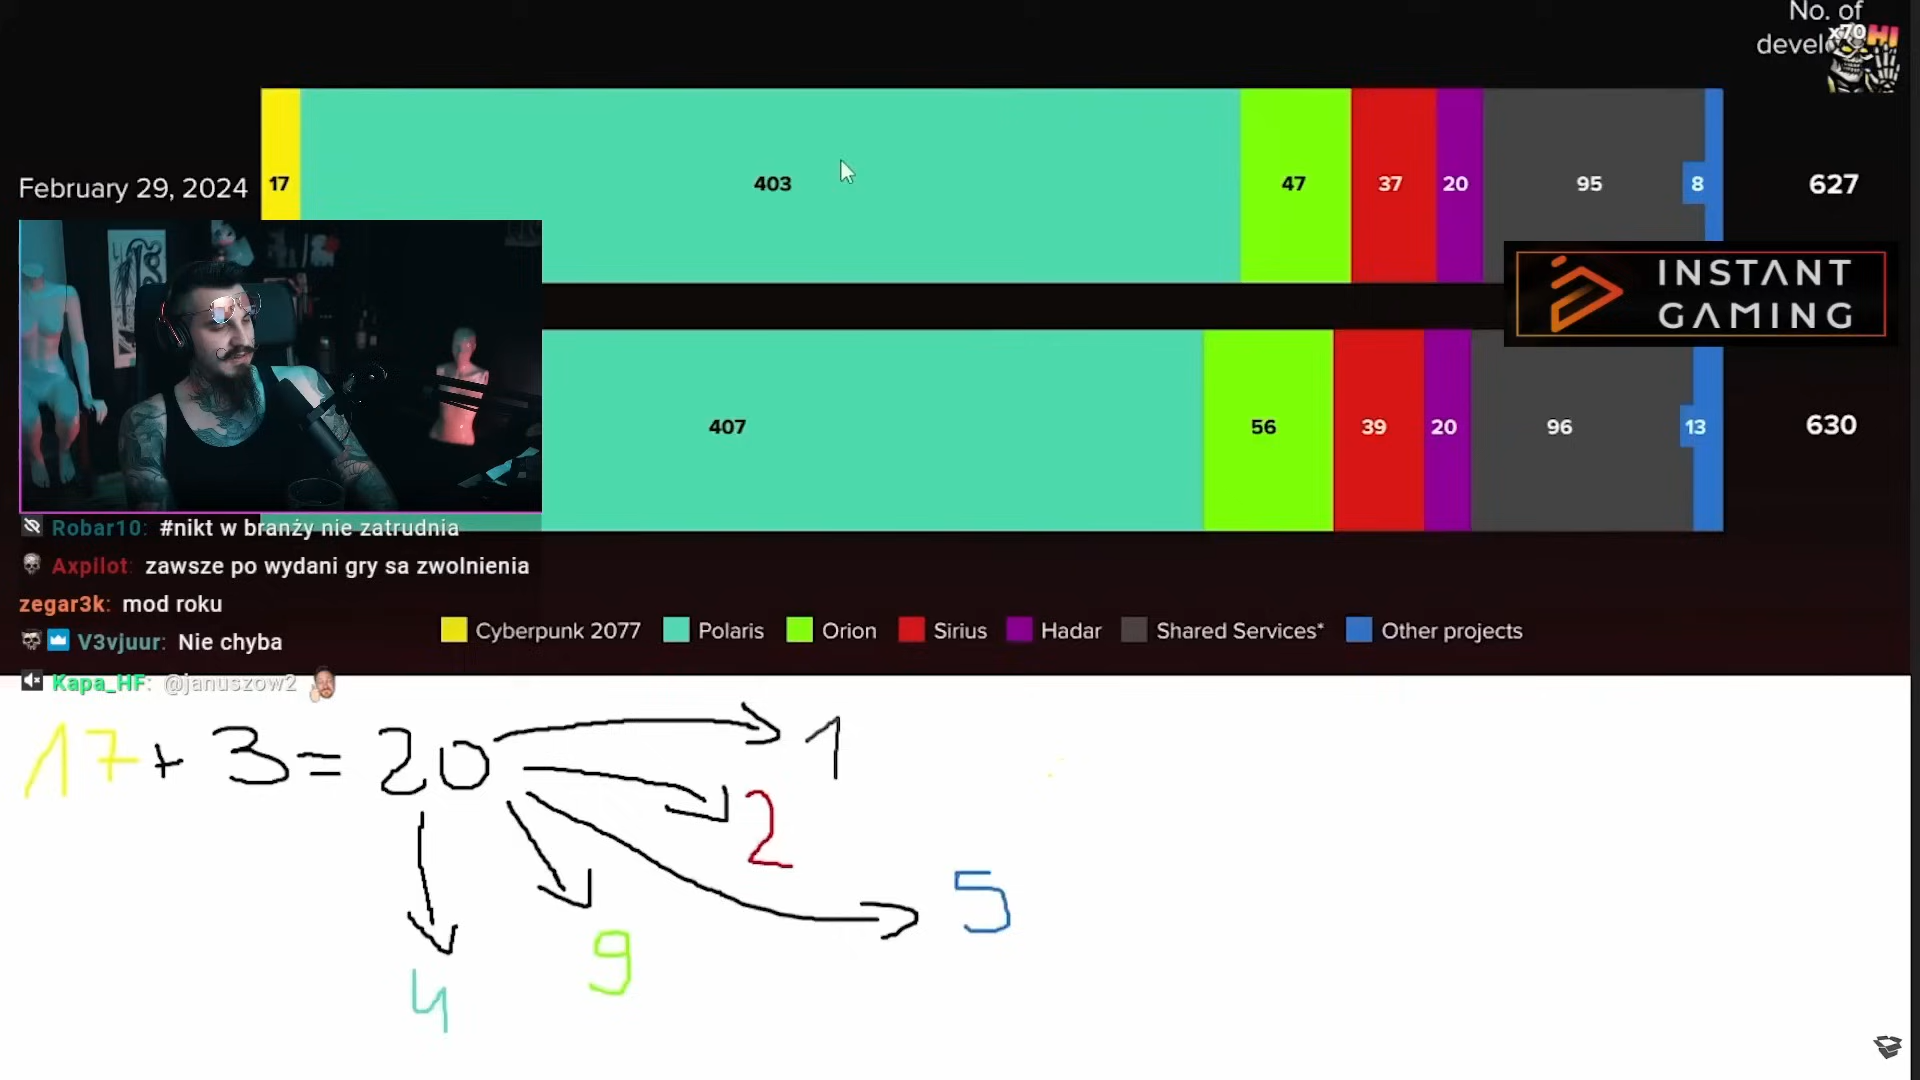 No. of
devel
x70 HI
17 403 47 37 20 95 8
February 29, 2024 627
INSTANT
GAMING
407 56 39 20 96 13 630
Robar10: #nikt w branży nie zatrudnia
Axpilot: zawsze po wydani gry sa zwolnienia
zegar3k: mod roku
V3vjuur: Nie chyba
Kapa_HF: @januszow2
Cyberpunk 2077 Polaris Orion Sirius Hadar Shared Services* Other projects
17 + 3 = 20 1
2
5
9
4